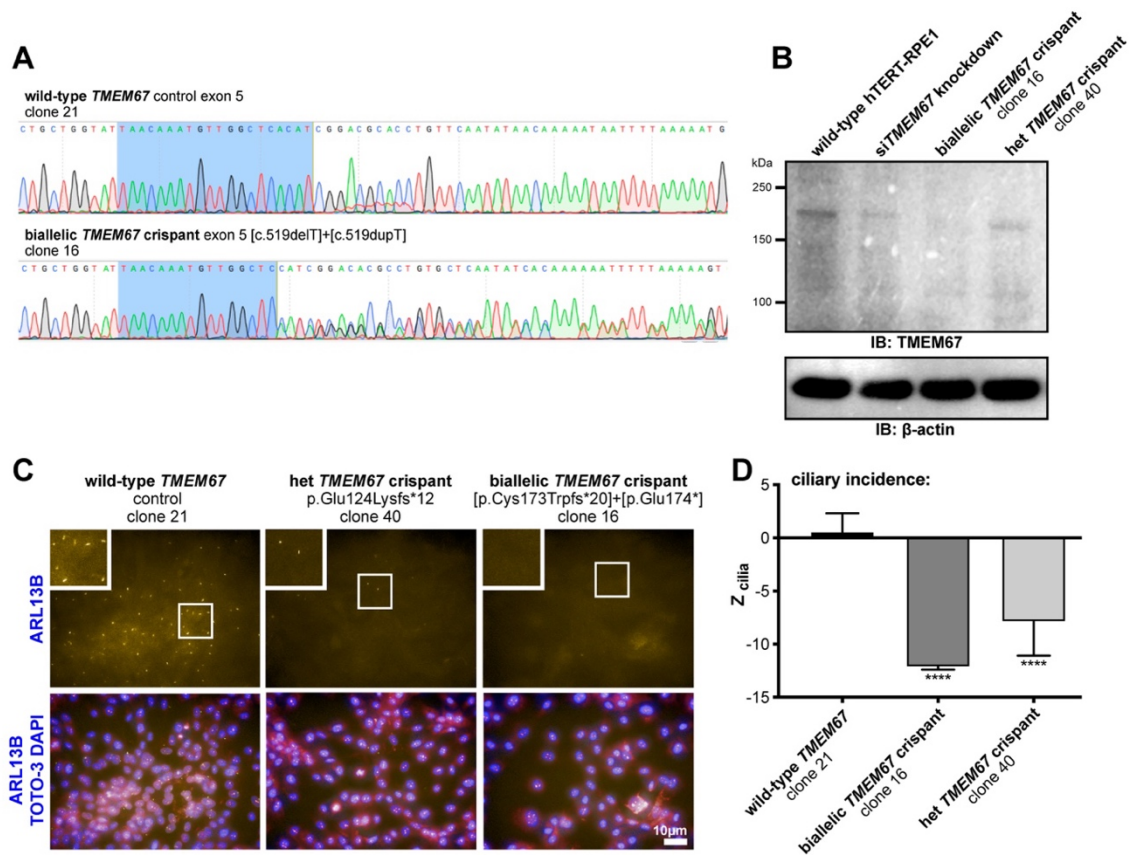 A
wild-type TMEM67 control exon 5
clone 21
CTGCTGGTATTAACAAATGTTGGCTCACATCGGACGCACCTGTTCAATATAACAAAAATAATTTTAAAAATG
biallelic TMEM67 crispant exon 5 [c.519delT]+[c.519dupT]
clone 16
CTGCTGGTATTAACAAATGTTGGCTCCATCGGACACGCCTGTGCTCAATATCACAAAAAATTTTTAAAAAGT
B
wild-type hTERT-RPE1
siTMEM67 knockdown
biallelic TMEM67 crispant
clone 16
het TMEM67 crispant
clone 40
kDa
250
150
100
IB: TMEM67
IB: β-actin
C
wild-type TMEM67
control
clone 21
het TMEM67 crispant
p.Glu124Lysfs*12
clone 40
biallelic TMEM67 crispant
[p.Cys173Trpfs*20]+[p.Glu174*]
clone 16
ARL13B
ARL13B
TOTO-3 DAPI
10μm
D
ciliary incidence:
Z cilia
5
0
-5
-10
-15
****
****
wild-type TMEM67
clone 21
biallelic TMEM67 crispant
clone 16
het TMEM67 crispant
clone 40